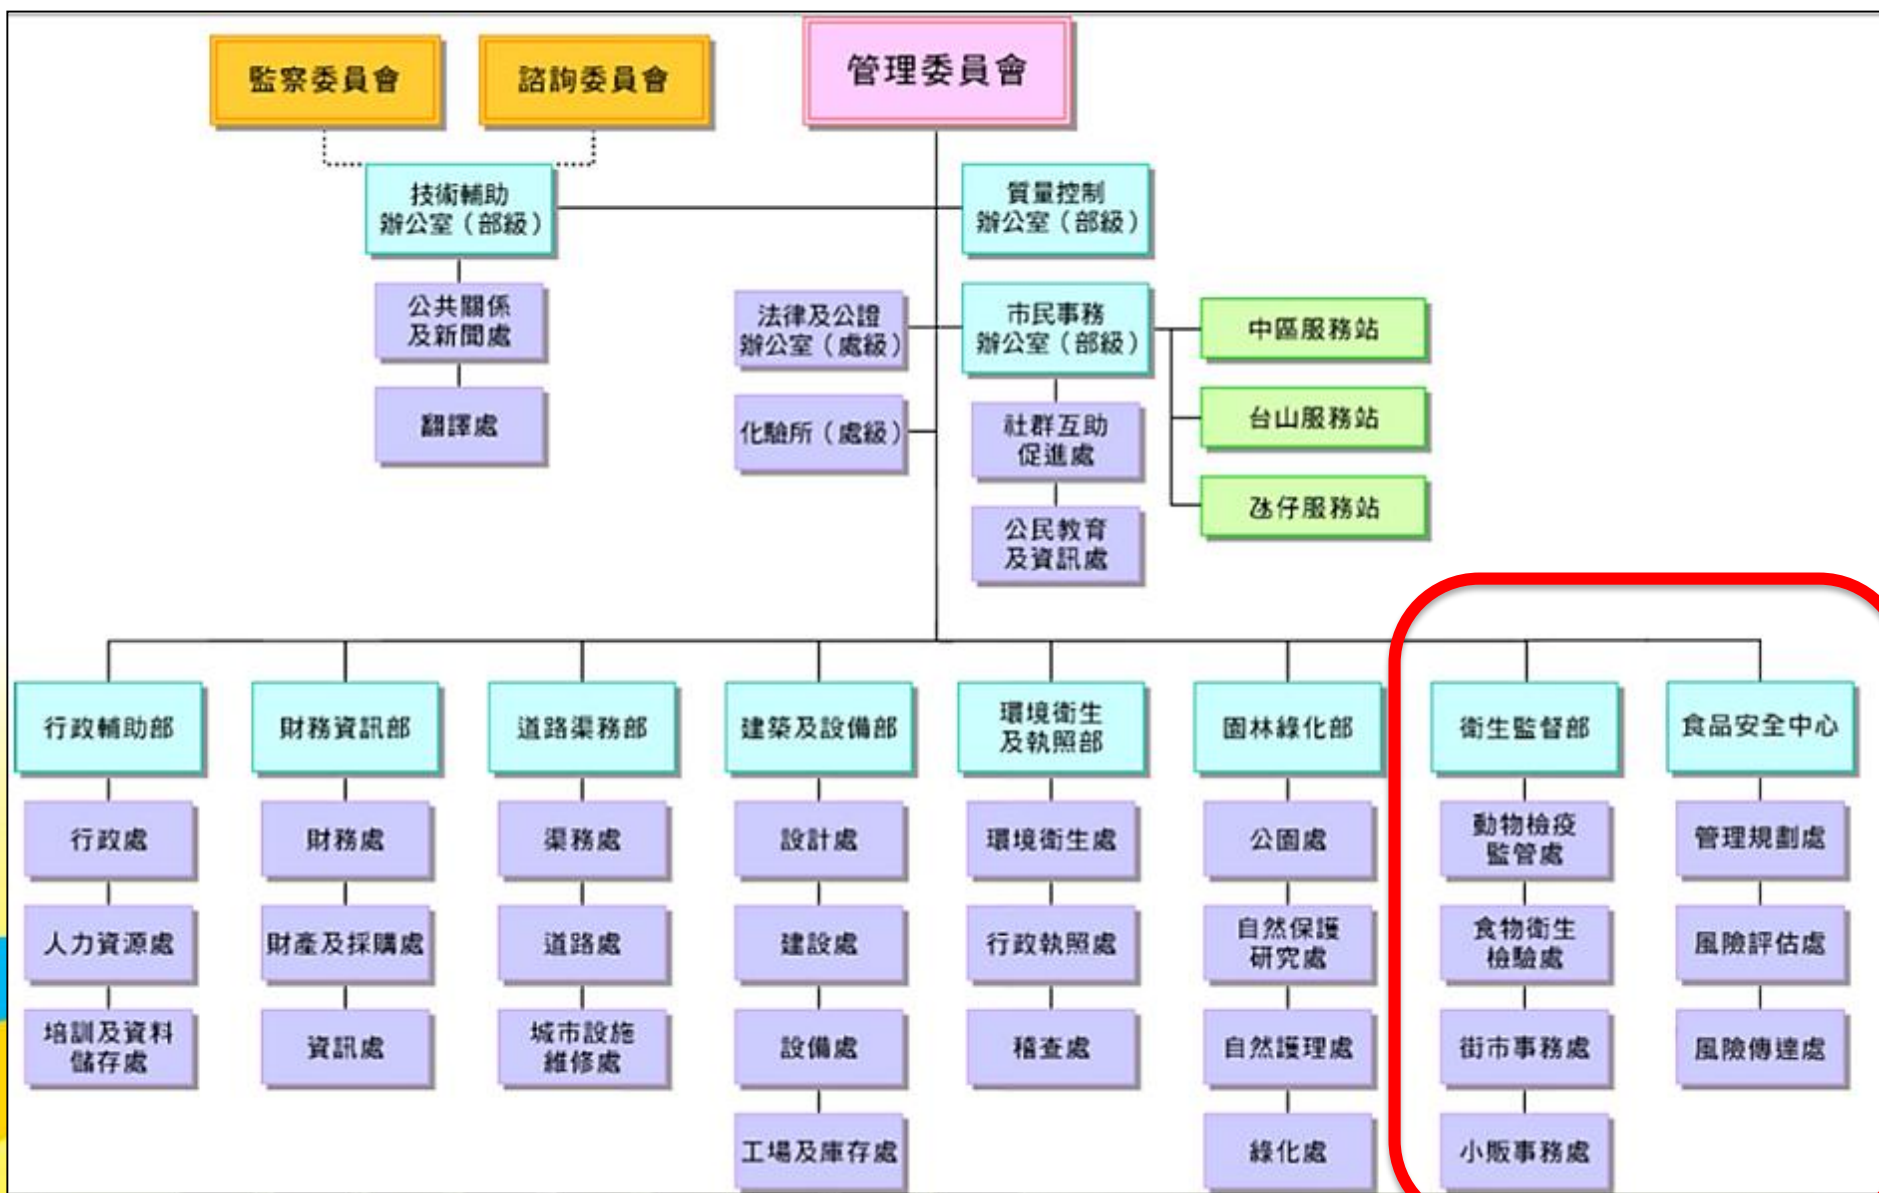 監察委員會
諮詢委員會
管理委員會
技術輔助
辦公室（部級）
質量控制
辦公室（部級）
公共關係
及新聞處
法律及公證
辦公室（處級）
市民事務
辦公室（部級）
中區服務站
翻譯處
化驗所（處級）
社群互助
促進處
台山服務站
公民教育
及資訊處
氹仔服務站
行政輔助部
財務資訊部
道路渠務部
建築及設備部
環境衛生
及執照部
園林綠化部
衛生監督部
食品安全中心
行政處
財務處
渠務處
設計處
環境衛生處
公園處
動物檢疫
監管處
管理規劃處
人力資源處
財產及採購處
道路處
建設處
行政執照處
自然保護
研究處
食物衛生
檢驗處
風險評估處
培訓及資料
儲存處
資訊處
城市設施
維修處
設備處
稽查處
自然護理處
街市事務處
風險傳達處
工場及庫存處
綠化處
小販事務處